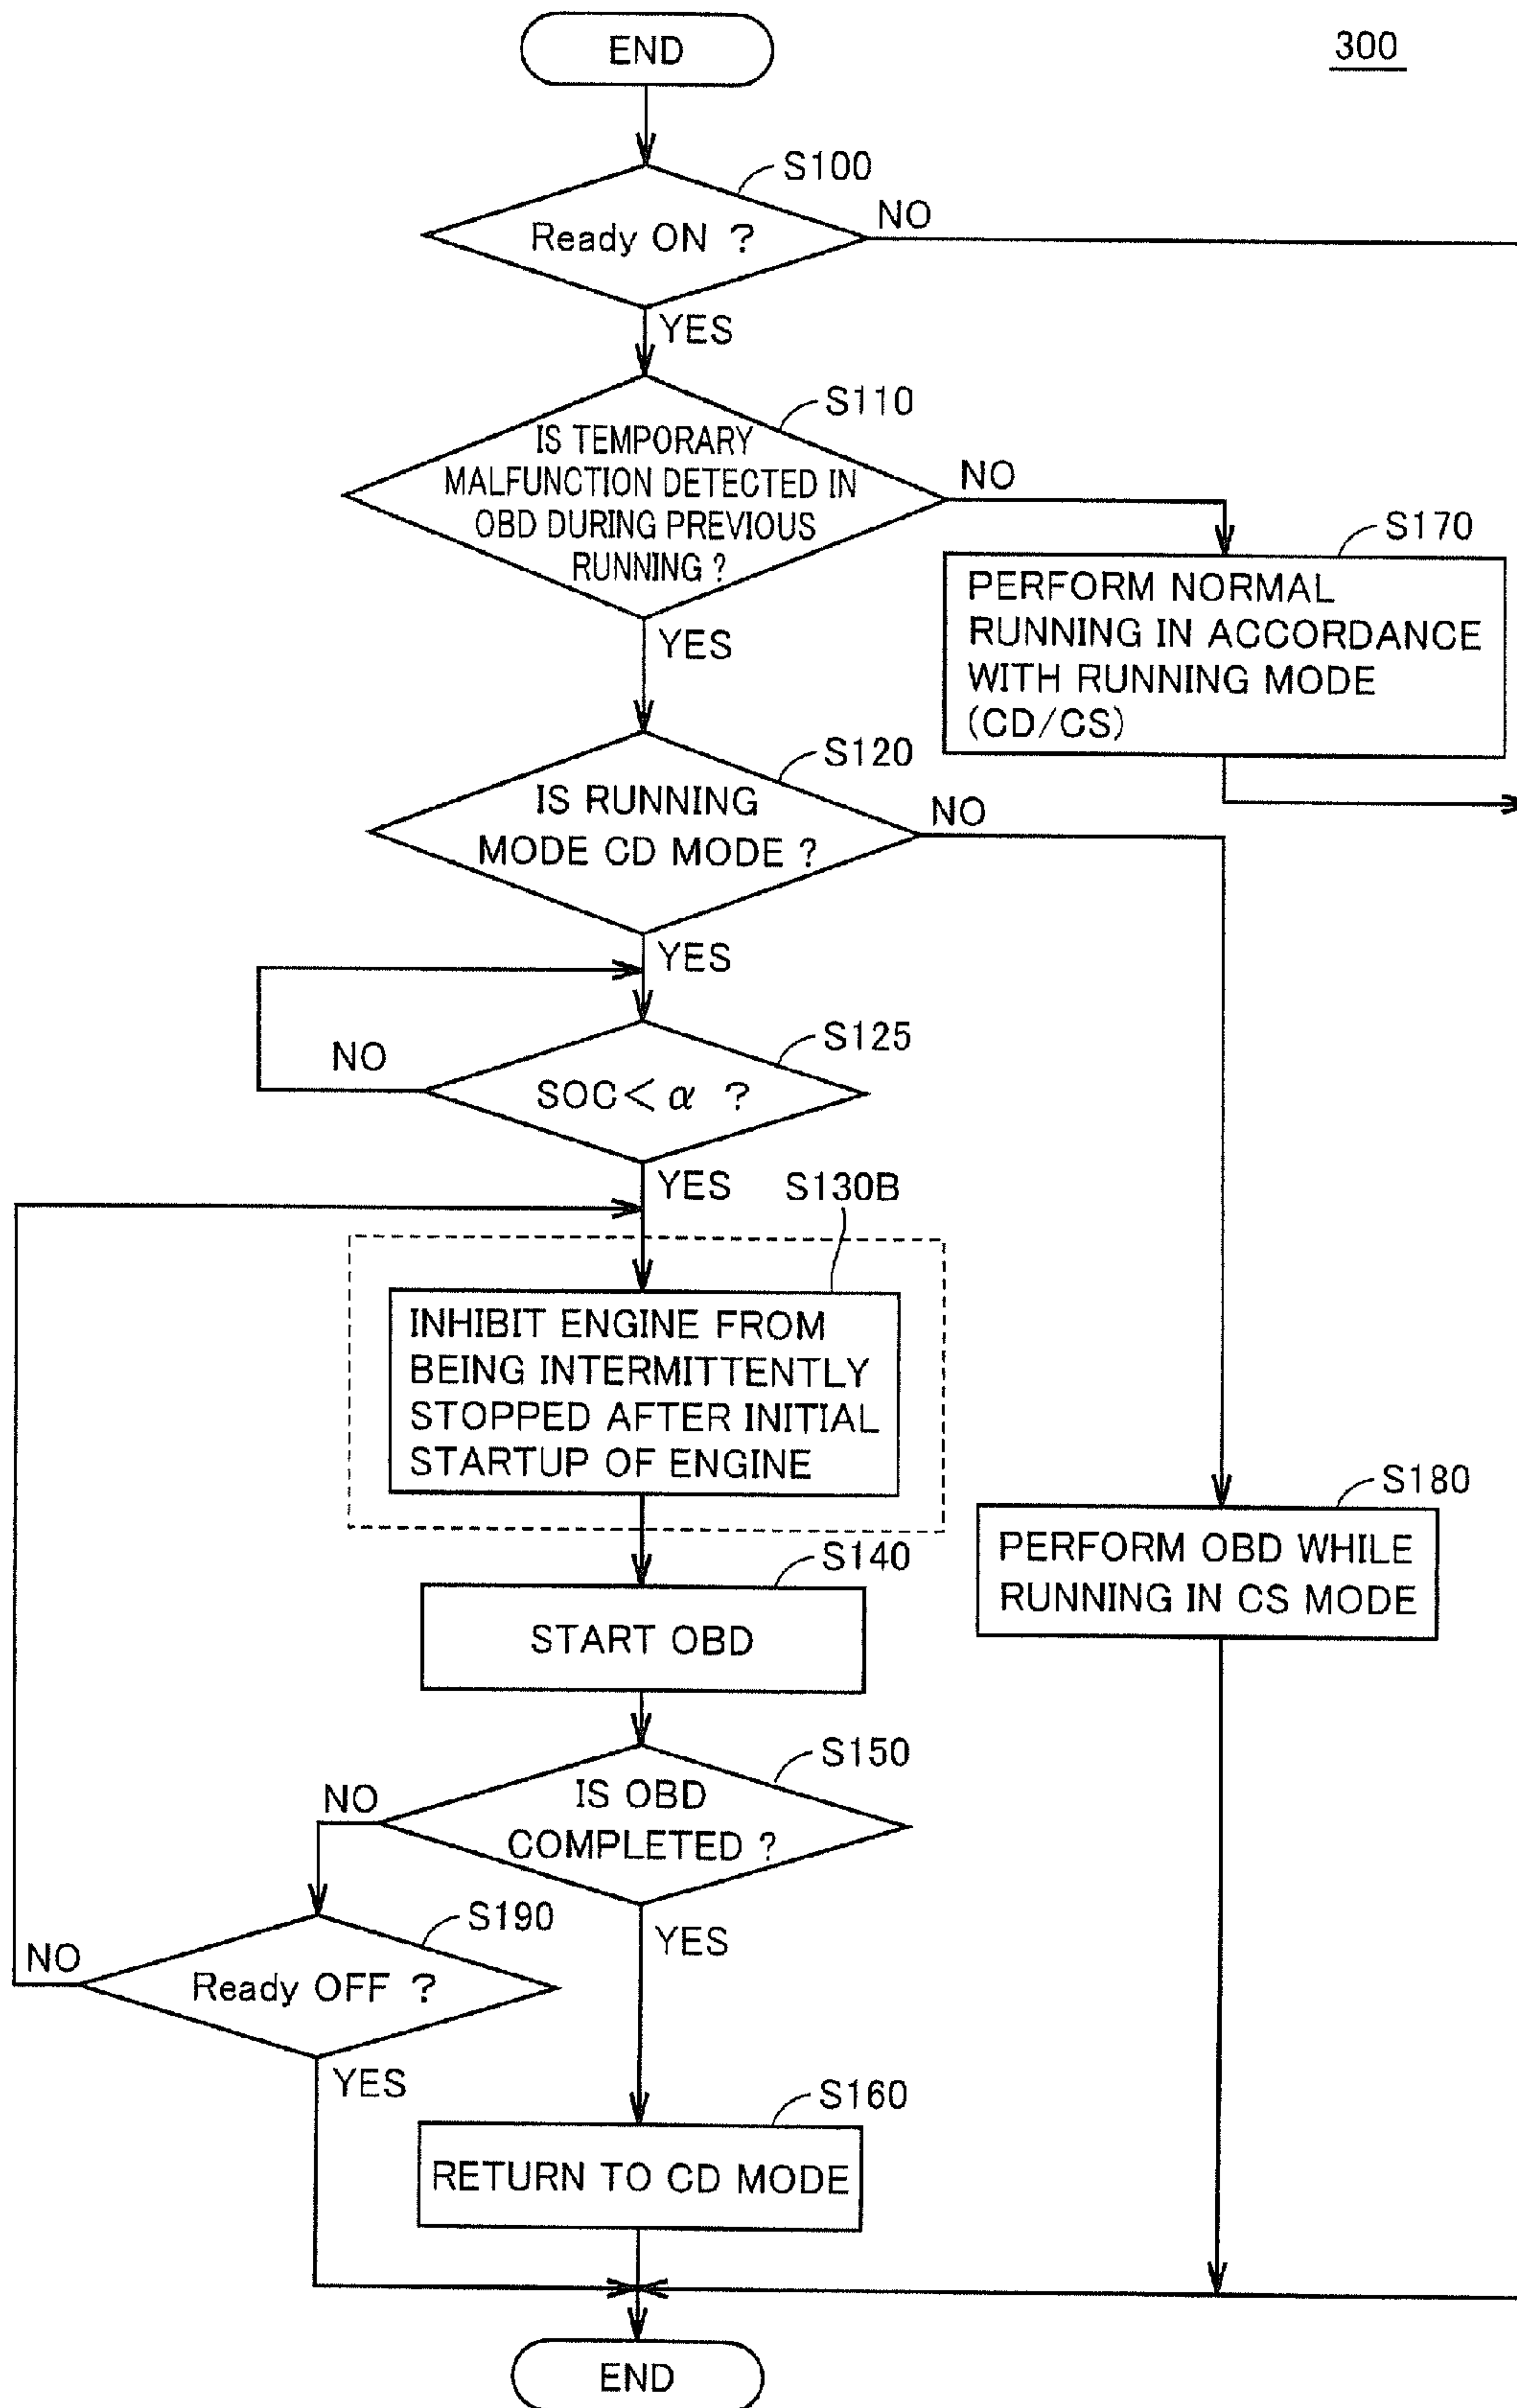 END
300
S100
Ready ON ?
NO
YES
S110
IS TEMPORARY
MALFUNCTION DETECTED IN
OBD DURING PREVIOUS
RUNNING ?
NO
YES
S170
PERFORM NORMAL
RUNNING IN ACCORDANCE
WITH RUNNING MODE
(CD/CS)
S120
IS RUNNING
MODE CD MODE ?
NO
YES
S125
SOC< α ?
NO
YES
S130B
INHIBIT ENGINE FROM
BEING INTERMITTENTLY
STOPPED AFTER INITIAL
STARTUP OF ENGINE
S180
PERFORM OBD WHILE
RUNNING IN CS MODE
S140
START OBD
S150
IS OBD
COMPLETED ?
NO
YES
S190
Ready OFF ?
NO
YES
S160
RETURN TO CD MODE
END